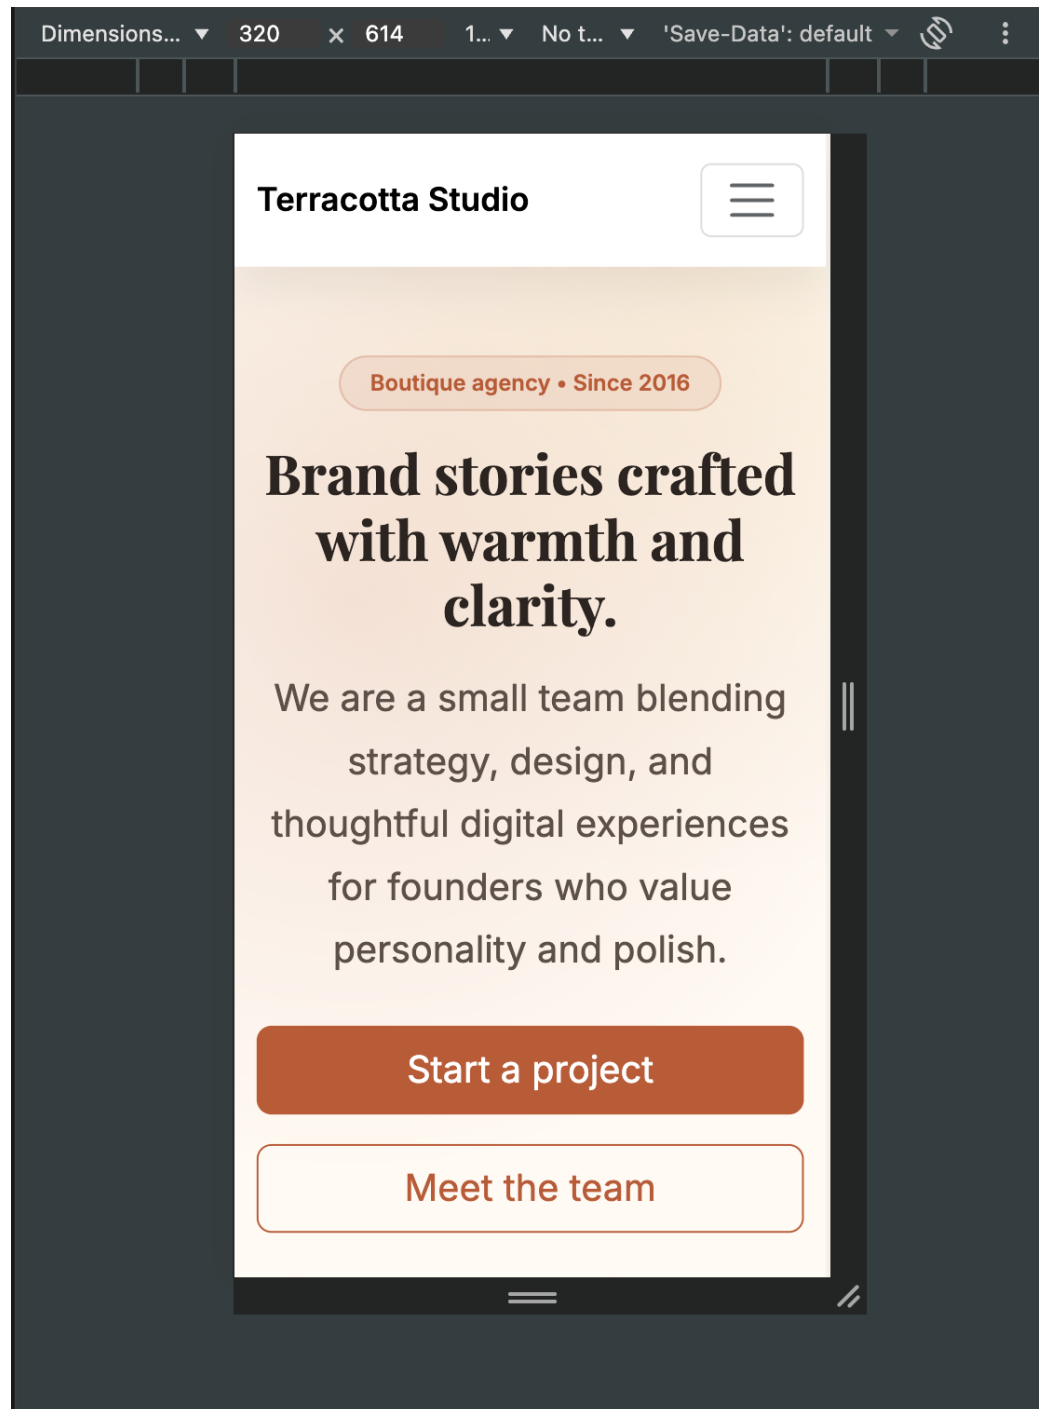 Dimensions... 320 × 614 1... No t... 'Save-Data': default
Terracotta Studio
Boutique agency • Since 2016
Brand stories crafted
with warmth and
clarity.
We are a small team blending
strategy, design, and
thoughtful digital experiences
for founders who value
personality and polish.
Start a project
Meet the team